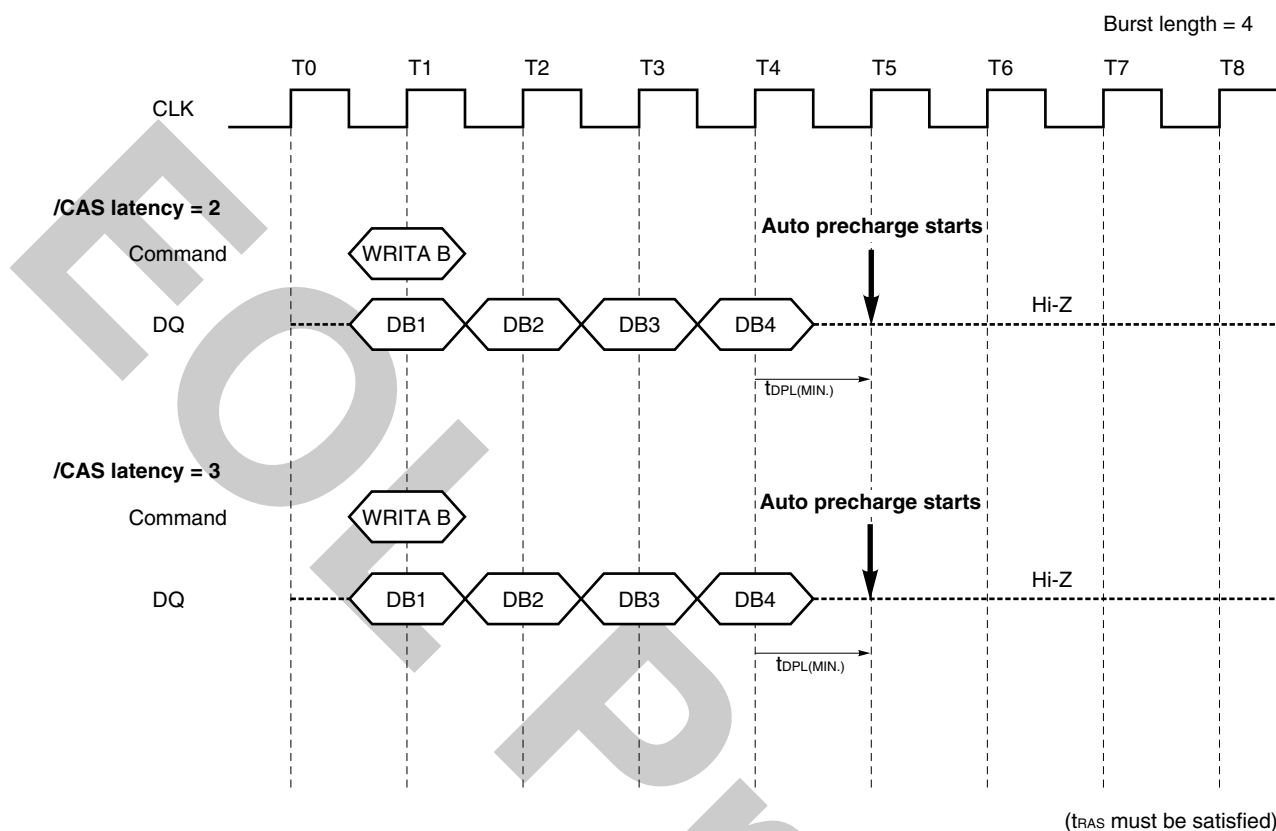 Burst length = 4
T0 T1 T2 T3 T4 T5 T6 T7 T8
CLK
/CAS latency = 2
Auto precharge starts
Command WRITA B
DQ DB1 DB2 DB3 DB4 Hi-Z
tDPL(MIN.)
/CAS latency = 3
Auto precharge starts
Command WRITA B
DQ DB1 DB2 DB3 DB4 Hi-Z
tDPL(MIN.)
(tRAS must be satisfied)
EOL Pr